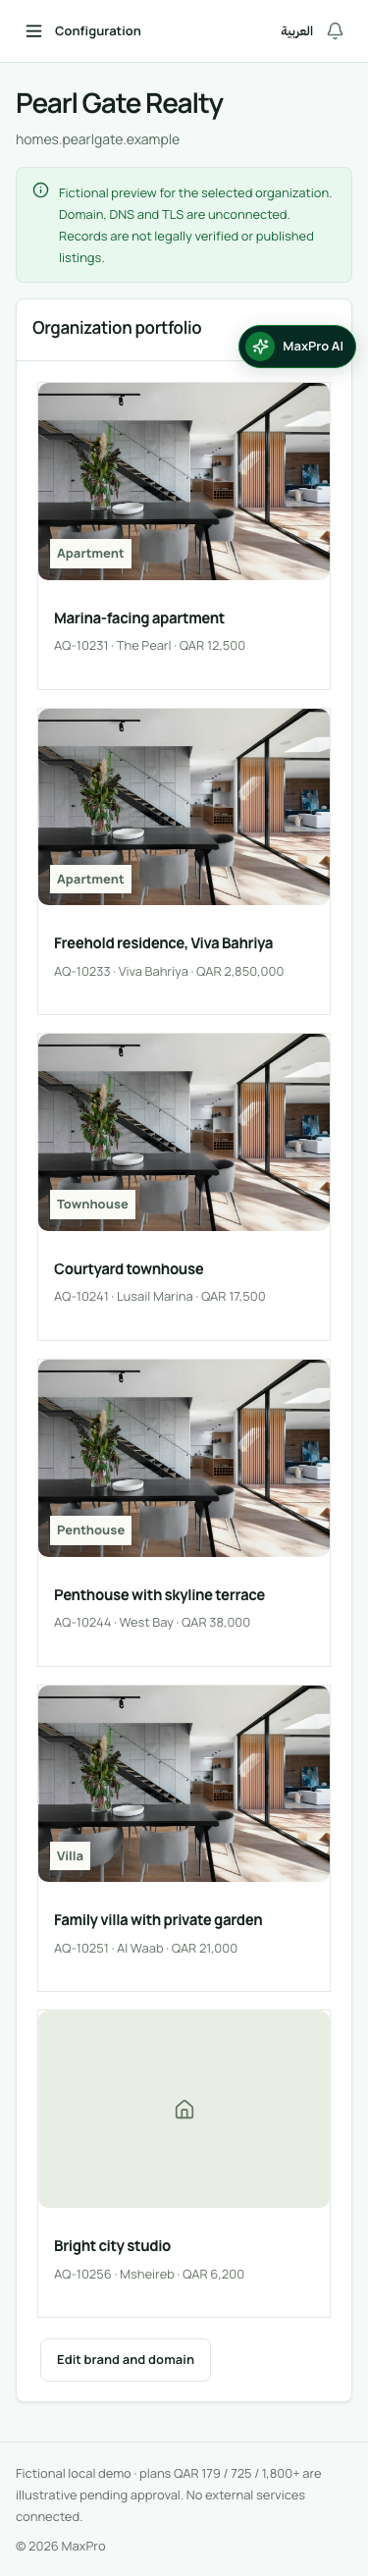 Configuration
العربية
Pearl Gate Realty
homes.pearlgate.example
Fictional preview for the selected organization.
Domain, DNS and TLS are unconnected.
Records are not legally verified or published
listings.
Organization portfolio
MaxPro AI
Apartment
Marina-facing apartment
AQ-10231 · The Pearl · QAR 12,500
Apartment
Freehold residence, Viva Bahriya
AQ-10233 · Viva Bahriya · QAR 2,850,000
Townhouse
Courtyard townhouse
AQ-10241 · Lusail Marina · QAR 17,500
Penthouse
Penthouse with skyline terrace
AQ-10244 · West Bay · QAR 38,000
Villa
Family villa with private garden
AQ-10251 · Al Waab · QAR 21,000
Bright city studio
AQ-10256 · Msheireb · QAR 6,200
Edit brand and domain
Fictional local demo · plans QAR 179 / 725 / 1,800+ are
illustrative pending approval. No external services
connected.
© 2026 MaxPro